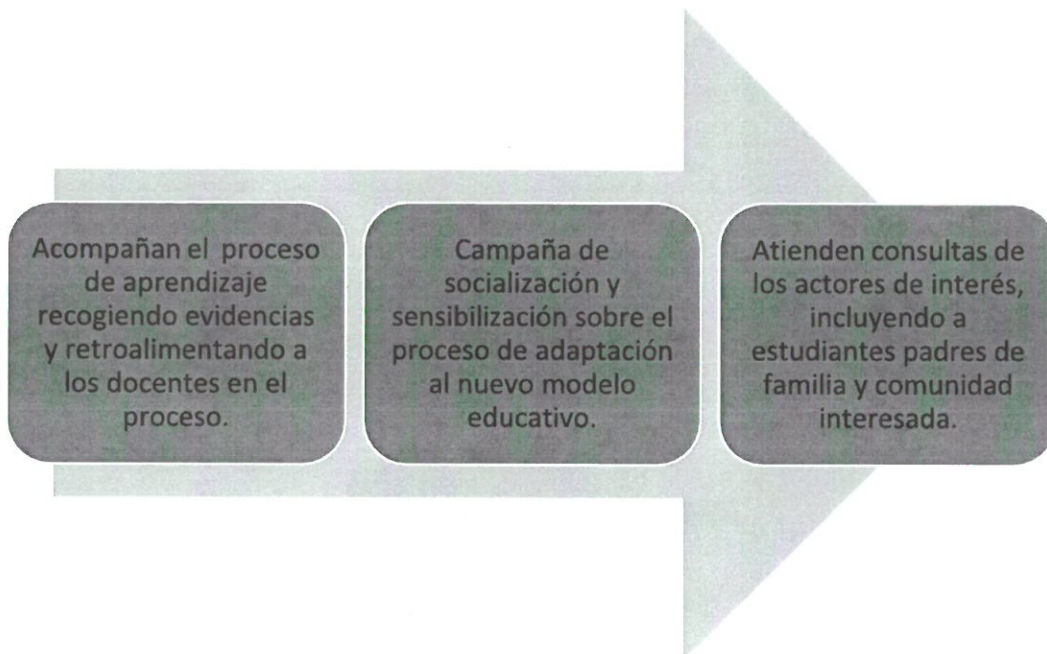 Acompañan el proceso
de aprendizaje
recogiendo evidencias
y retroalimentando a
los docentes en el
proceso.
Campaña de
socialización y
sensibilización sobre el
proceso de adaptación
al nuevo modelo
educativo.
Atienden consultas de
los actores de interés,
incluyendo a
estudiantes padres de
familia y comunidad
interesada.